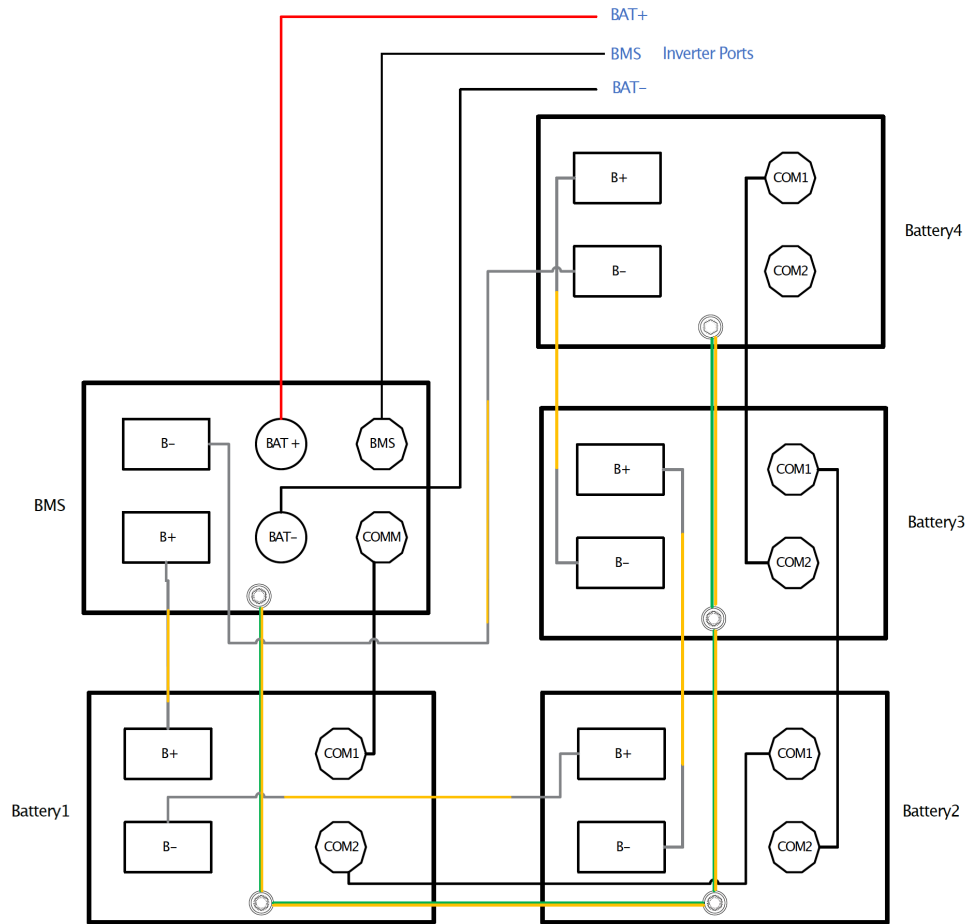 BAT+
BMS Inverter Ports
BAT-
B+
COM1
Battery4
B-
COM2
B-
BAT +
BMS
BMS
B+
BAT-
COMM
B+
COM1
Battery3
B-
COM2
B+
COM1
Battery1
B-
COM2
B+
COM1
Battery2
B-
COM2